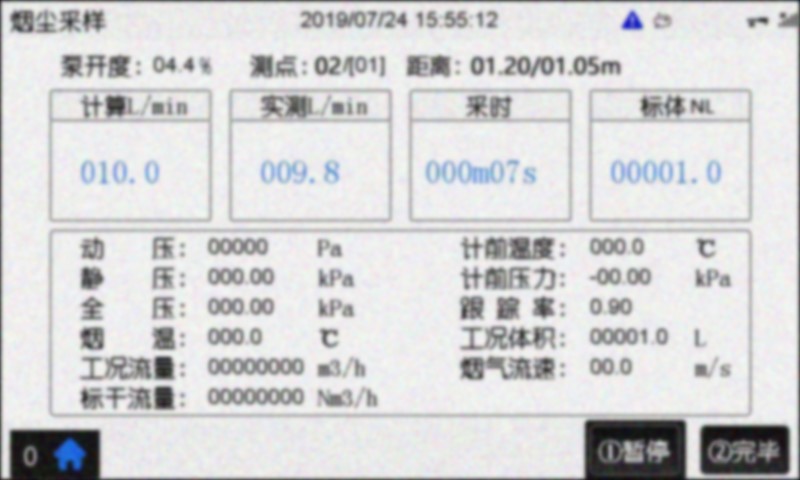 烟尘采样 2019/07/24 15:55:12
泵开度: 04.4% 测点: 02/[01] 距离: 01.20/01.05m
计算L/min 实测L/min 采时 标体 NL
010.0 009.8 000m07s 00001.0
动 压: 00000 Pa 计前温度: 000.0 ℃
静 压: 000.00 kPa 计前压力: -00.00 kPa
全 压: 000.00 kPa 跟 踪 率: 0.90
烟 温: 000.0 ℃ 工况体积: 00001.0 L
工况流量: 00000000 m3/h 烟气流速: 00.0 m/s
标干流量: 00000000 Nm3/h
0 ①暂停 ②完毕